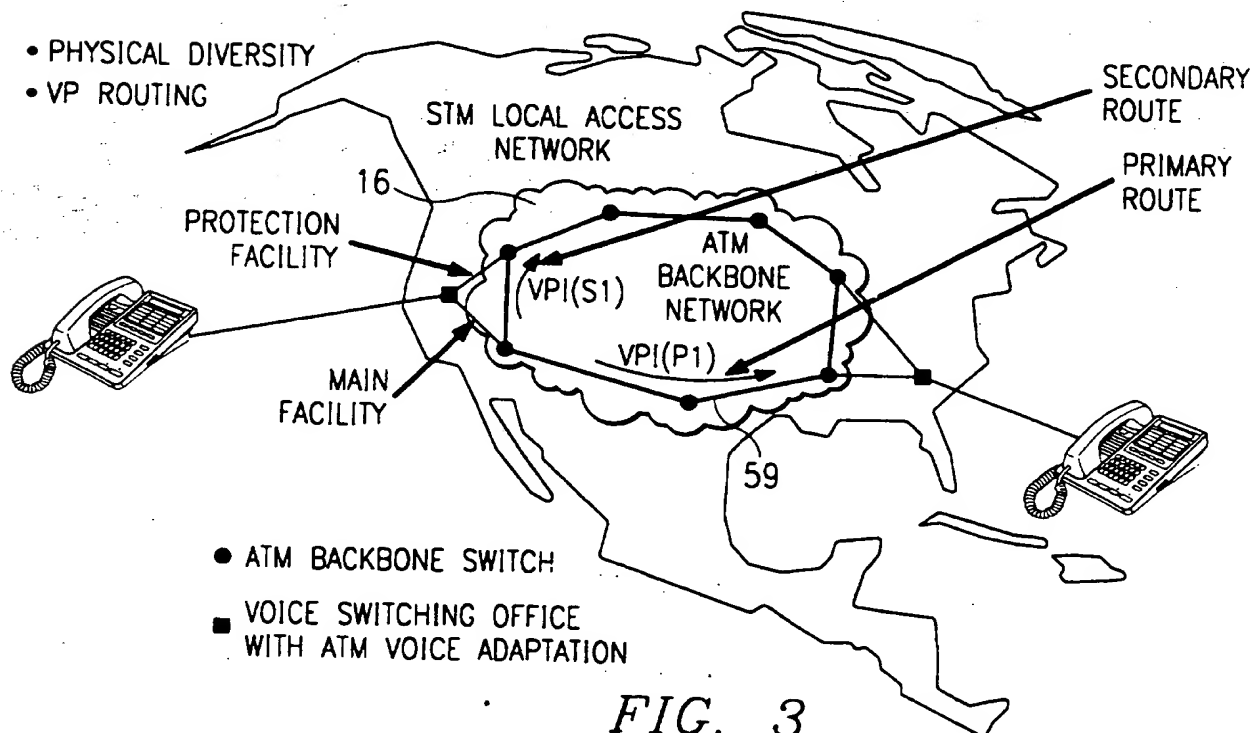 • PHYSICAL DIVERSITY
• VP ROUTING
STM LOCAL ACCESS
NETWORK
SECONDARY
ROUTE
PRIMARY
ROUTE
16
PROTECTION
FACILITY
ATM
BACKBONE
NETWORK
VPI(S1)
VPI(P1)
MAIN
FACILITY
59
● ATM BACKBONE SWITCH
■ VOICE SWITCHING OFFICE
WITH ATM VOICE ADAPTATION
FIG. 3